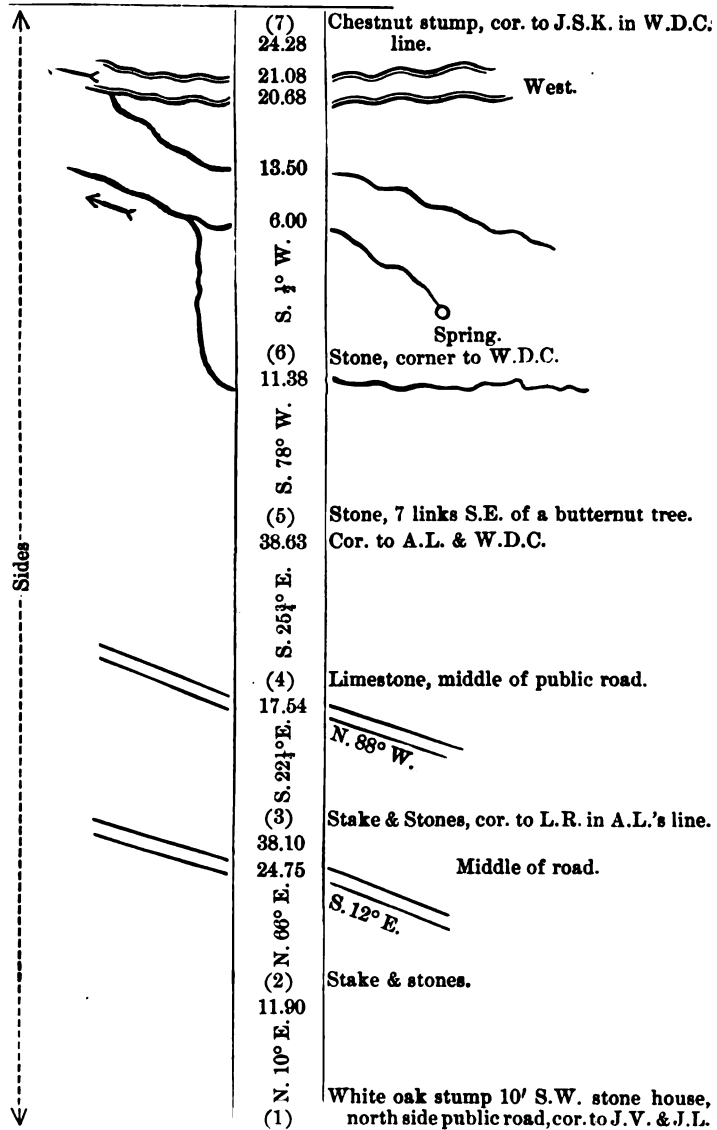 (7) Chestnut stump, cor. to J.S.K. in W.D.C.'
24.28 line.
21.08
20.68 West.
13.50
6.00
S. ½° W.
Spring.
(6) Stone, corner to W.D.C.
11.38
S. 78° W.
(5) Stone, 7 links S.E. of a butternut tree.
38.63 Cor. to A.L. & W.D.C.
Sides
S. 25¾° E.
(4) Limestone, middle of public road.
17.54
N. 88° W.
S. 22¼° E.
(3) Stake & Stones, cor. to L.R. in A.L.'s line.
38.10
24.75 Middle of road.
S. 12° E.
N. 66° E.
(2) Stake & stones.
11.90
N. 10° E.
White oak stump 10' S.W. stone house,
(1) north side public road, cor. to J.V. & J.L.